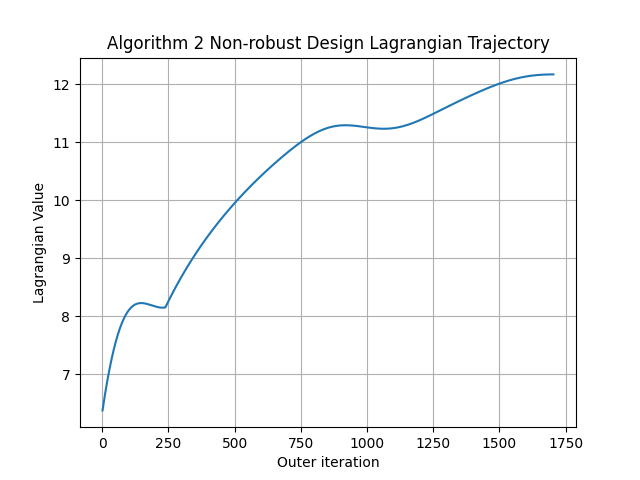 Algorithm 2 Non-robust Design Lagrangian Trajectory
12
11
10
9
8
7
Lagrangian Value
0 250 500 750 1000 1250 1500 1750
Outer iteration